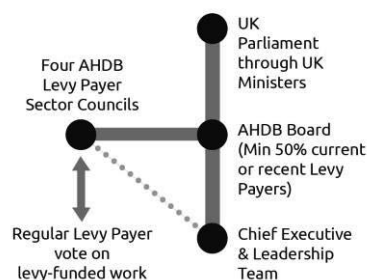 UK
Parliament
through UK
Ministers
Four AHDB
Levy Payer
Sector Councils
AHDB Board
(Min 50% current
or recent Levy
Payers)
Regular Levy Payer
vote on
levy-funded work
Chief Executive
& Leadership
Team